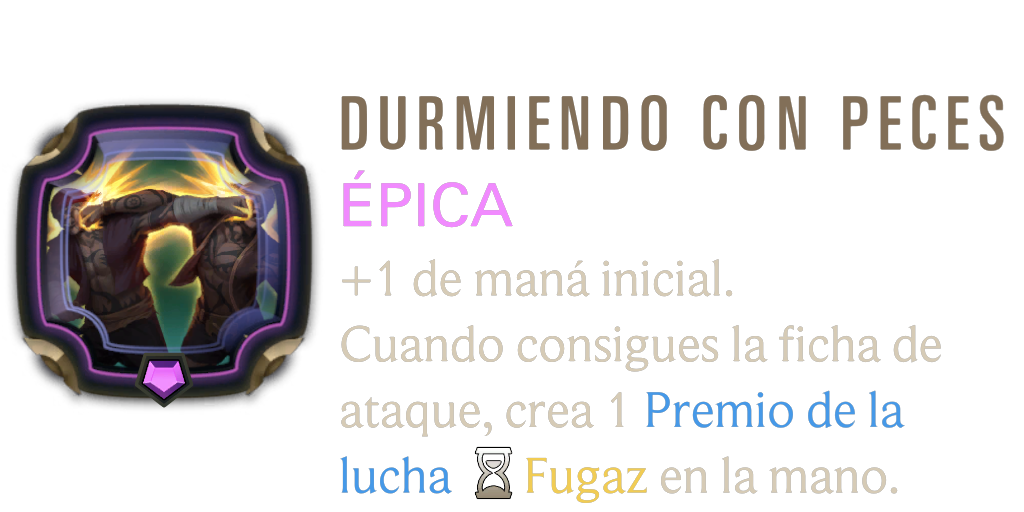 DURMIENDO CON PECES
ÉPICA
+1 de maná inicial.
Cuando consigues la ficha de
ataque, crea 1 Premio de la
lucha Fugaz en la mano.